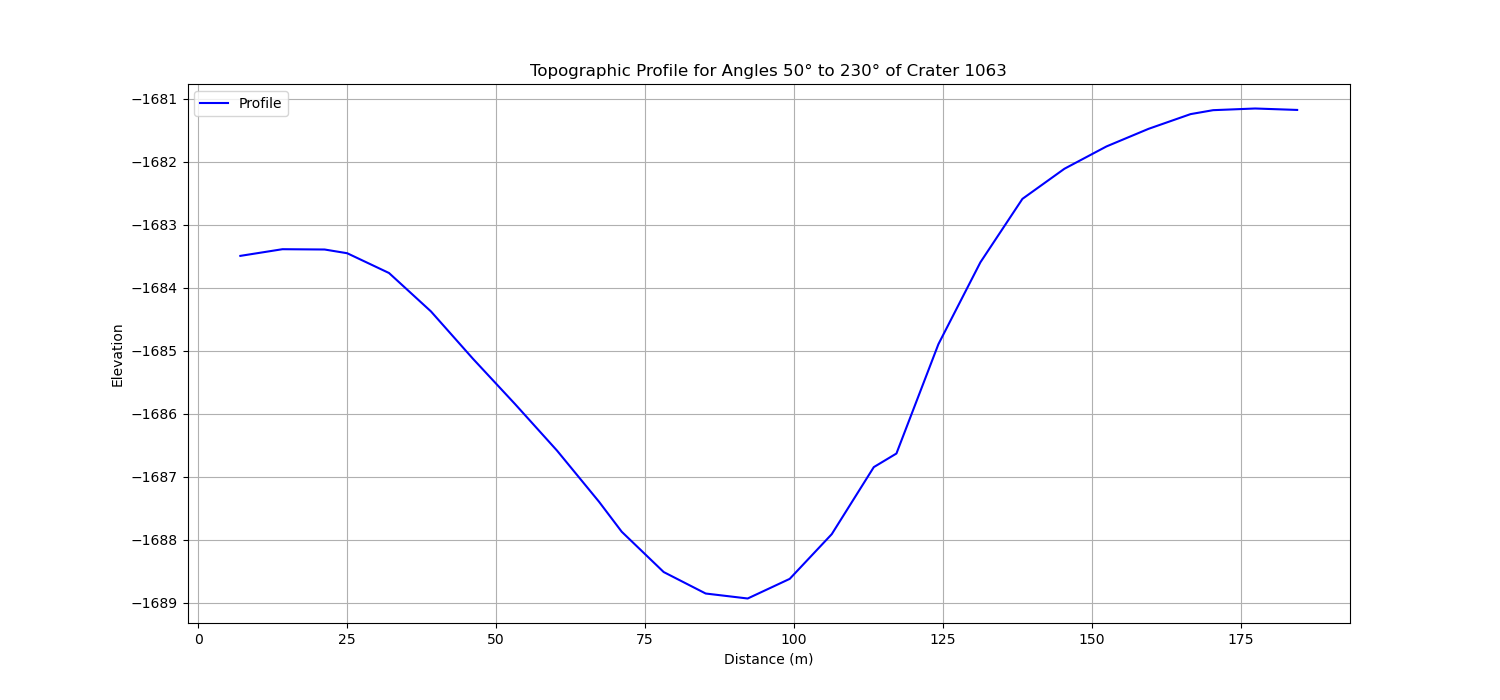 Topographic Profile for Angles 50° to 230° of Crater 1063
Profile
−1681
−1682
−1683
−1684
−1685
−1686
−1687
−1688
−1689
Elevation
0 25 50 75 100 125 150 175
Distance (m)